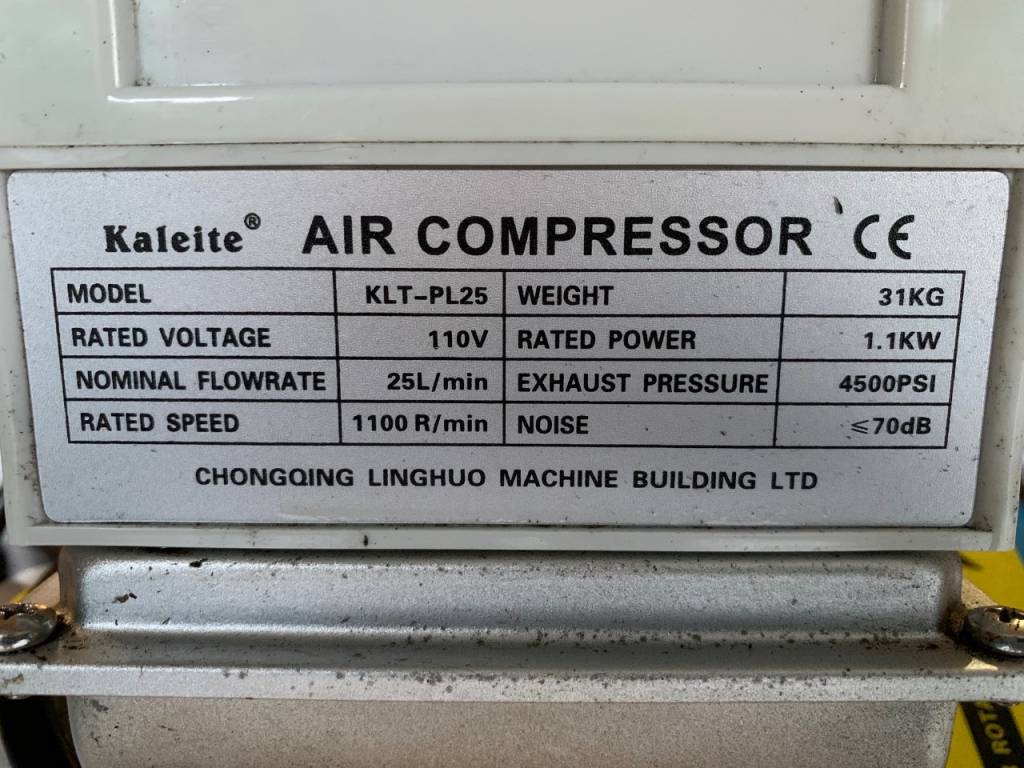 Kaleite® AIR COMPRESSOR CE
MODEL KLT-PL25 WEIGHT 31KG
RATED VOLTAGE 110V RATED POWER 1.1KW
NOMINAL FLOWRATE 25L/min EXHAUST PRESSURE 4500PSI
RATED SPEED 1100 R/min NOISE ≤70dB
CHONGQING LINGHUO MACHINE BUILDING LTD